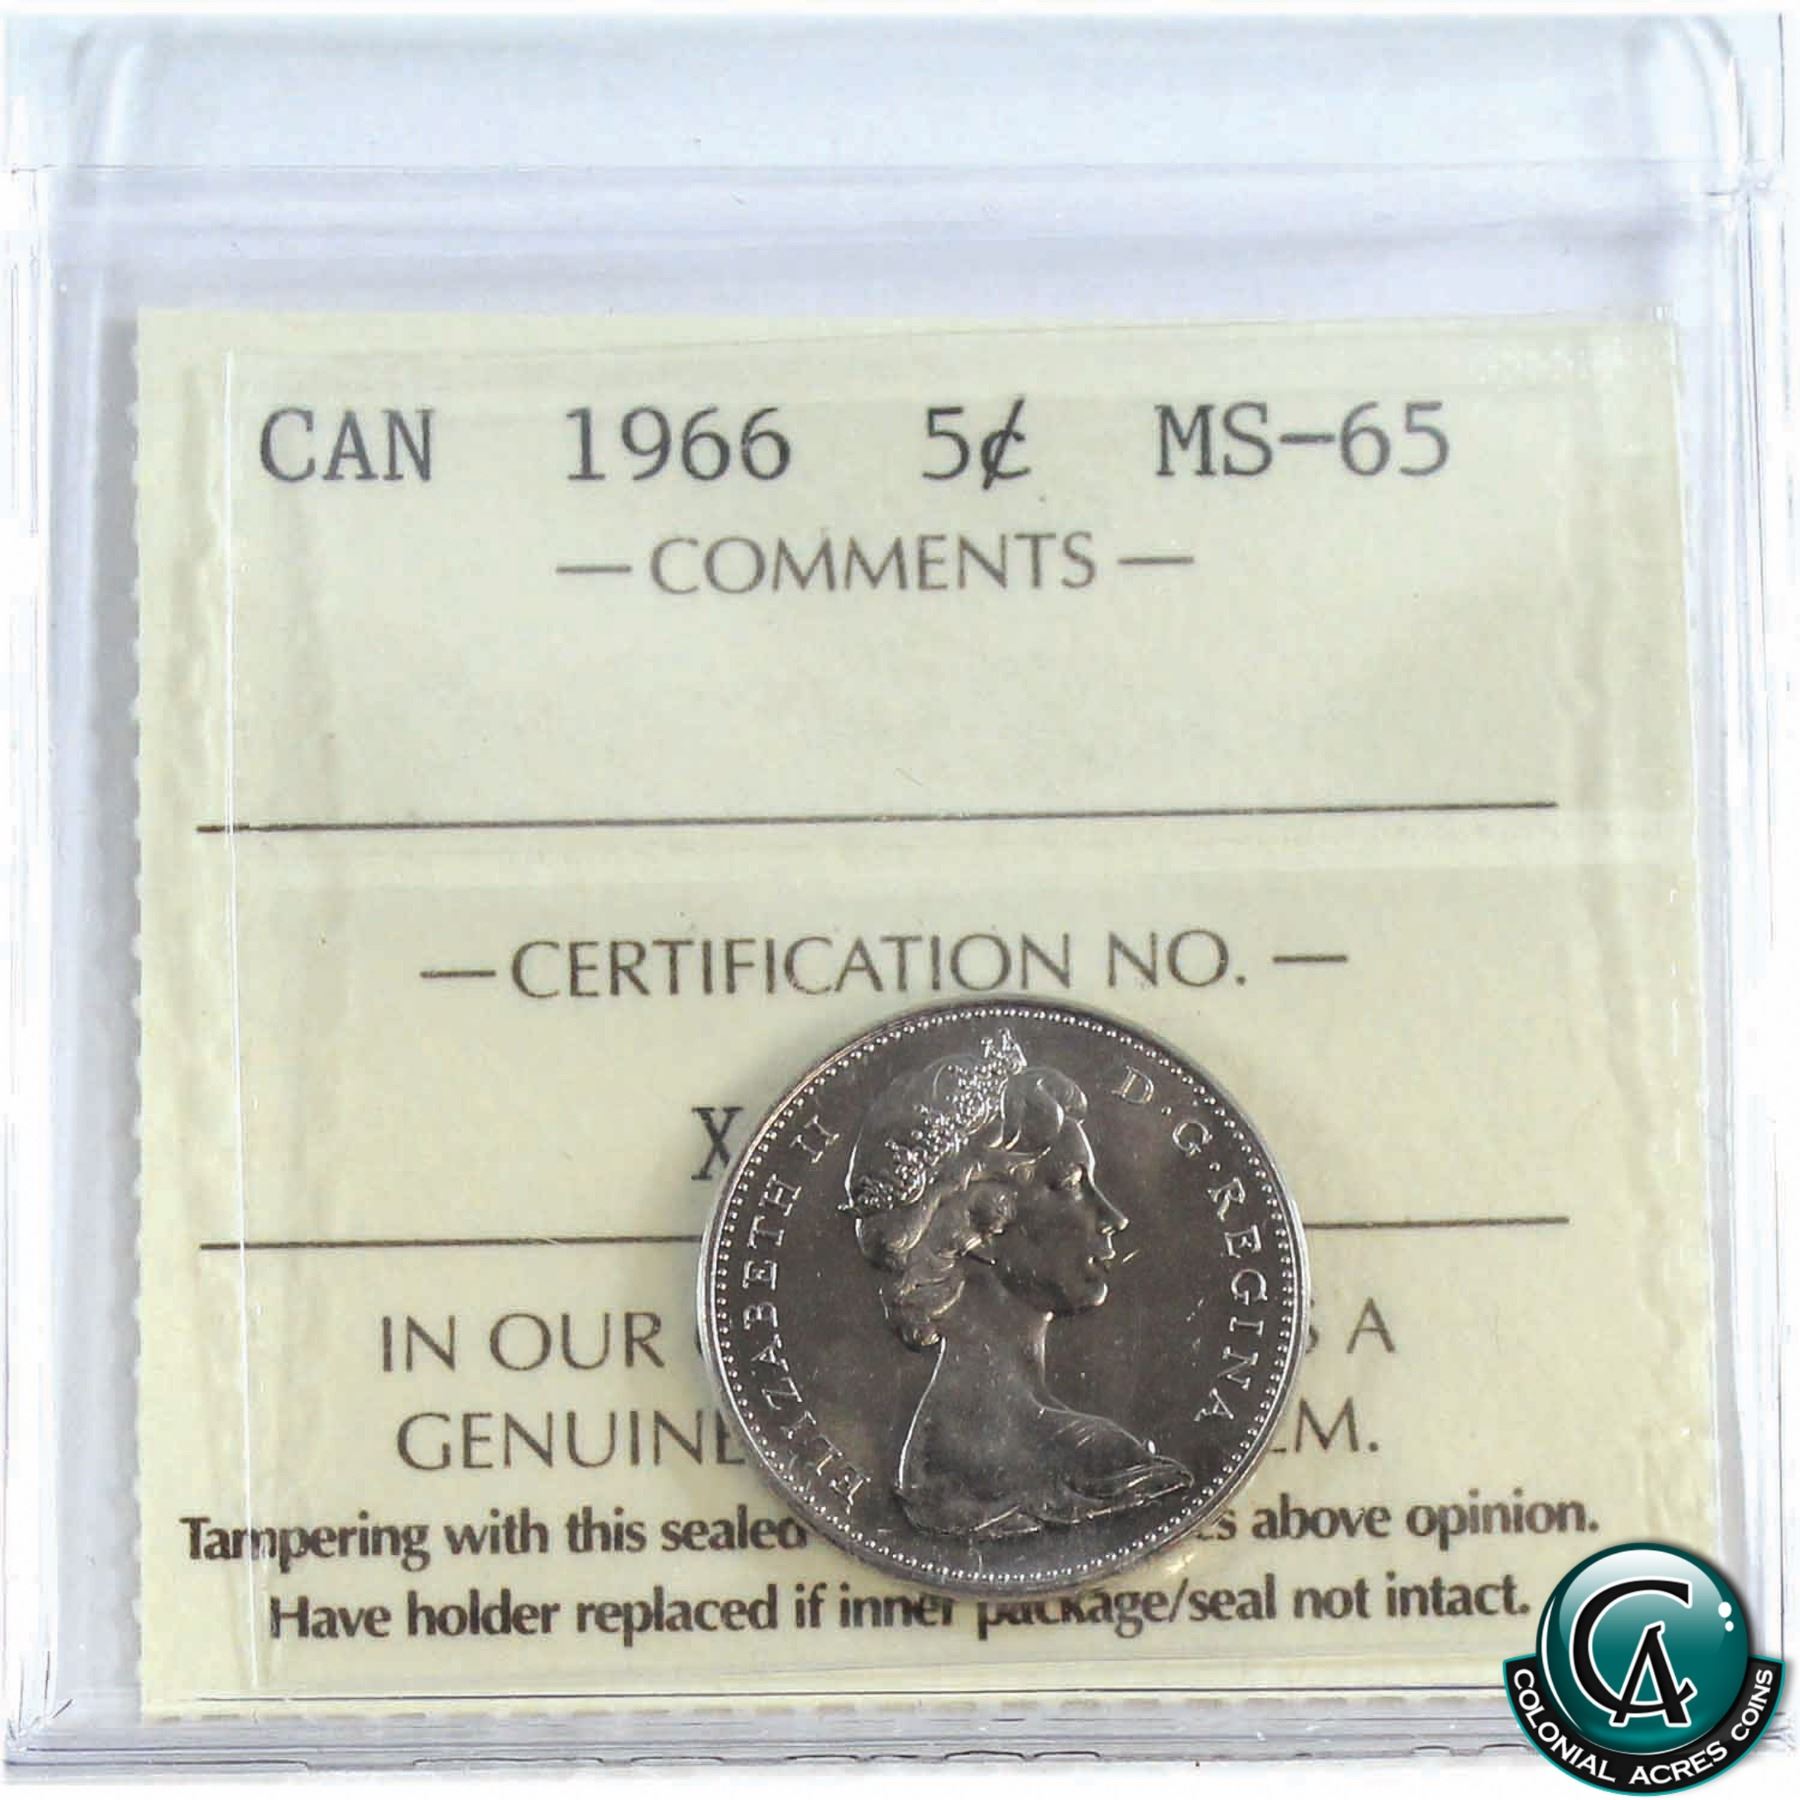 CAN 1966 5¢ MS-65
— COMMENTS —
— CERTIFICATION NO. —
X
IN OUR A
GENUINE
Tampering with this sealed above opinion.
Have holder replaced if inner package/seal not intact.
ELIZABETH II D·G·REGINA
CA
COLONIAL ACRES COINS